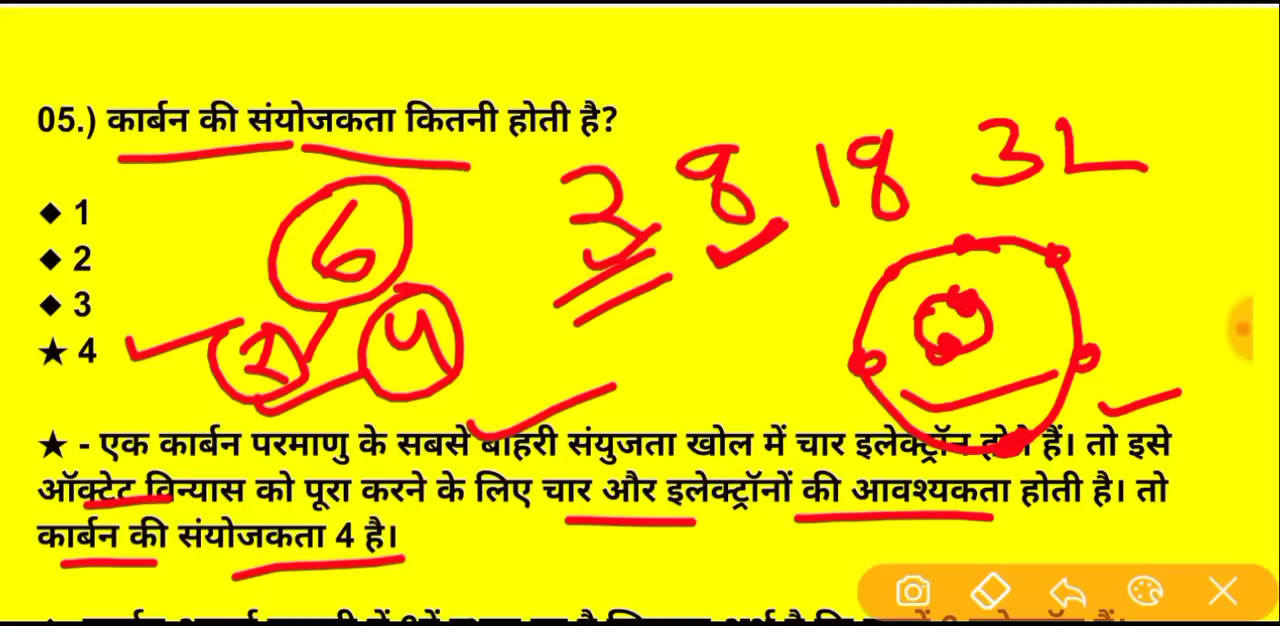 05.) कार्बन की संयोजकता कितनी होती है?
2 8 18 32
◆ 1
◆ 2
◆ 3
★ 4
6
2 4
★ - एक कार्बन परमाणु के सबसे बाहरी संयुजता खोल में चार इलेक्ट्रॉन होते हैं। तो इसे
ऑक्टेट विन्यास को पूरा करने के लिए चार और इलेक्ट्रॉनों की आवश्यकता होती है। तो
कार्बन की संयोजकता 4 है।